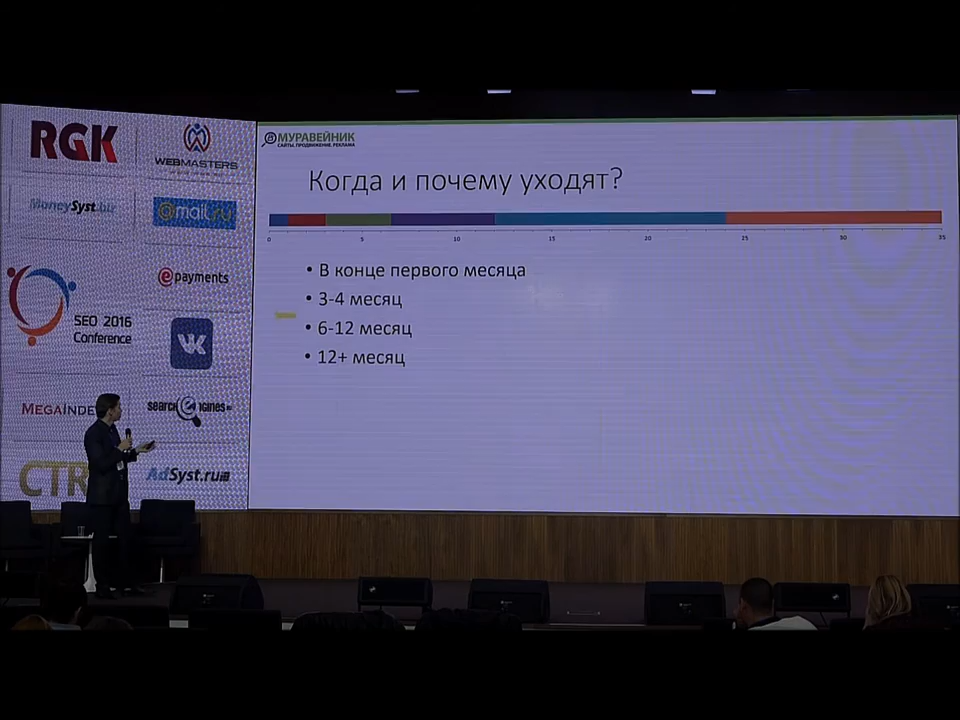 RGK
WEBMASTERS
MoneySyst.biz
@mail.ru
epayments
SEO 2016
Conference
MEGAINDE
searchengines
CTR
AdSyst.ru
МУРАВЕЙНИК
САЙТЫ. ПРОДВИЖЕНИЕ. РЕКЛАМА
Когда и почему уходят?
0 5 10 15 20 25 30 35
• В конце первого месяца
• 3-4 месяц
• 6-12 месяц
• 12+ месяц